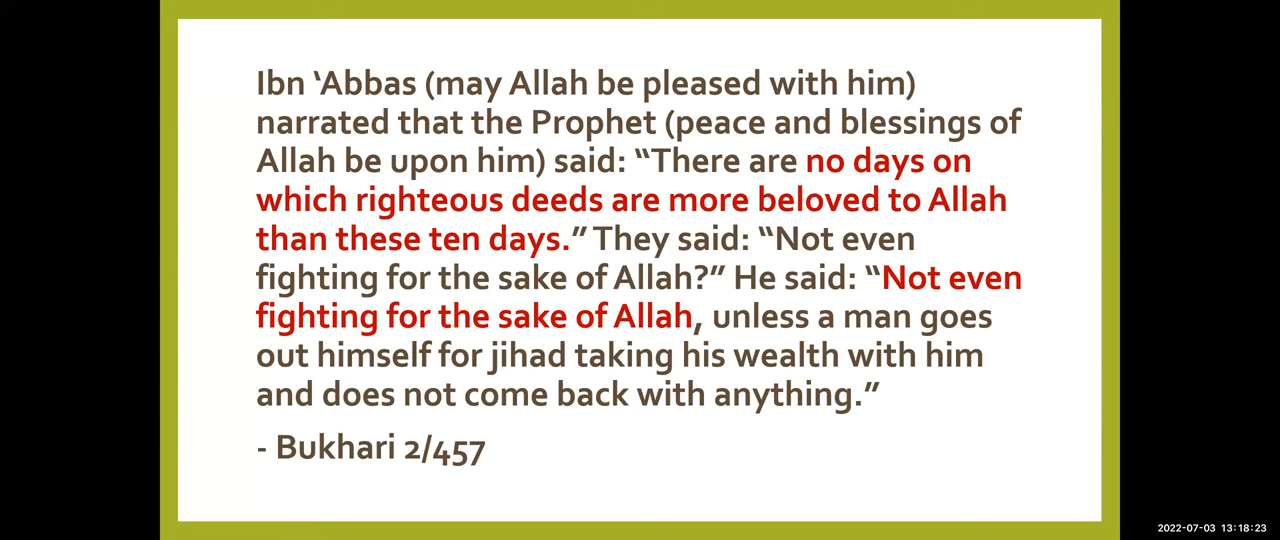 Ibn ‘Abbas (may Allah be pleased with him)
narrated that the Prophet (peace and blessings of
Allah be upon him) said: “There are no days on
which righteous deeds are more beloved to Allah
than these ten days.” They said: “Not even
fighting for the sake of Allah?” He said: “Not even
fighting for the sake of Allah, unless a man goes
out himself for jihad taking his wealth with him
and does not come back with anything.”
- Bukhari 2/457
2022-07-03 13:18:23